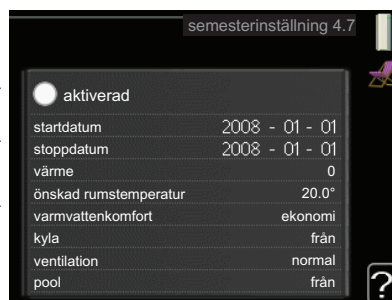 semesterinställning 4.7
aktiverad
startdatum 2008 - 01 - 01
stoppdatum 2008 - 01 - 01
värme 0
önskad rumstemperatur 20.0°
varmvattenkomfort ekonomi
kyla från
ventilation normal
pool från
?